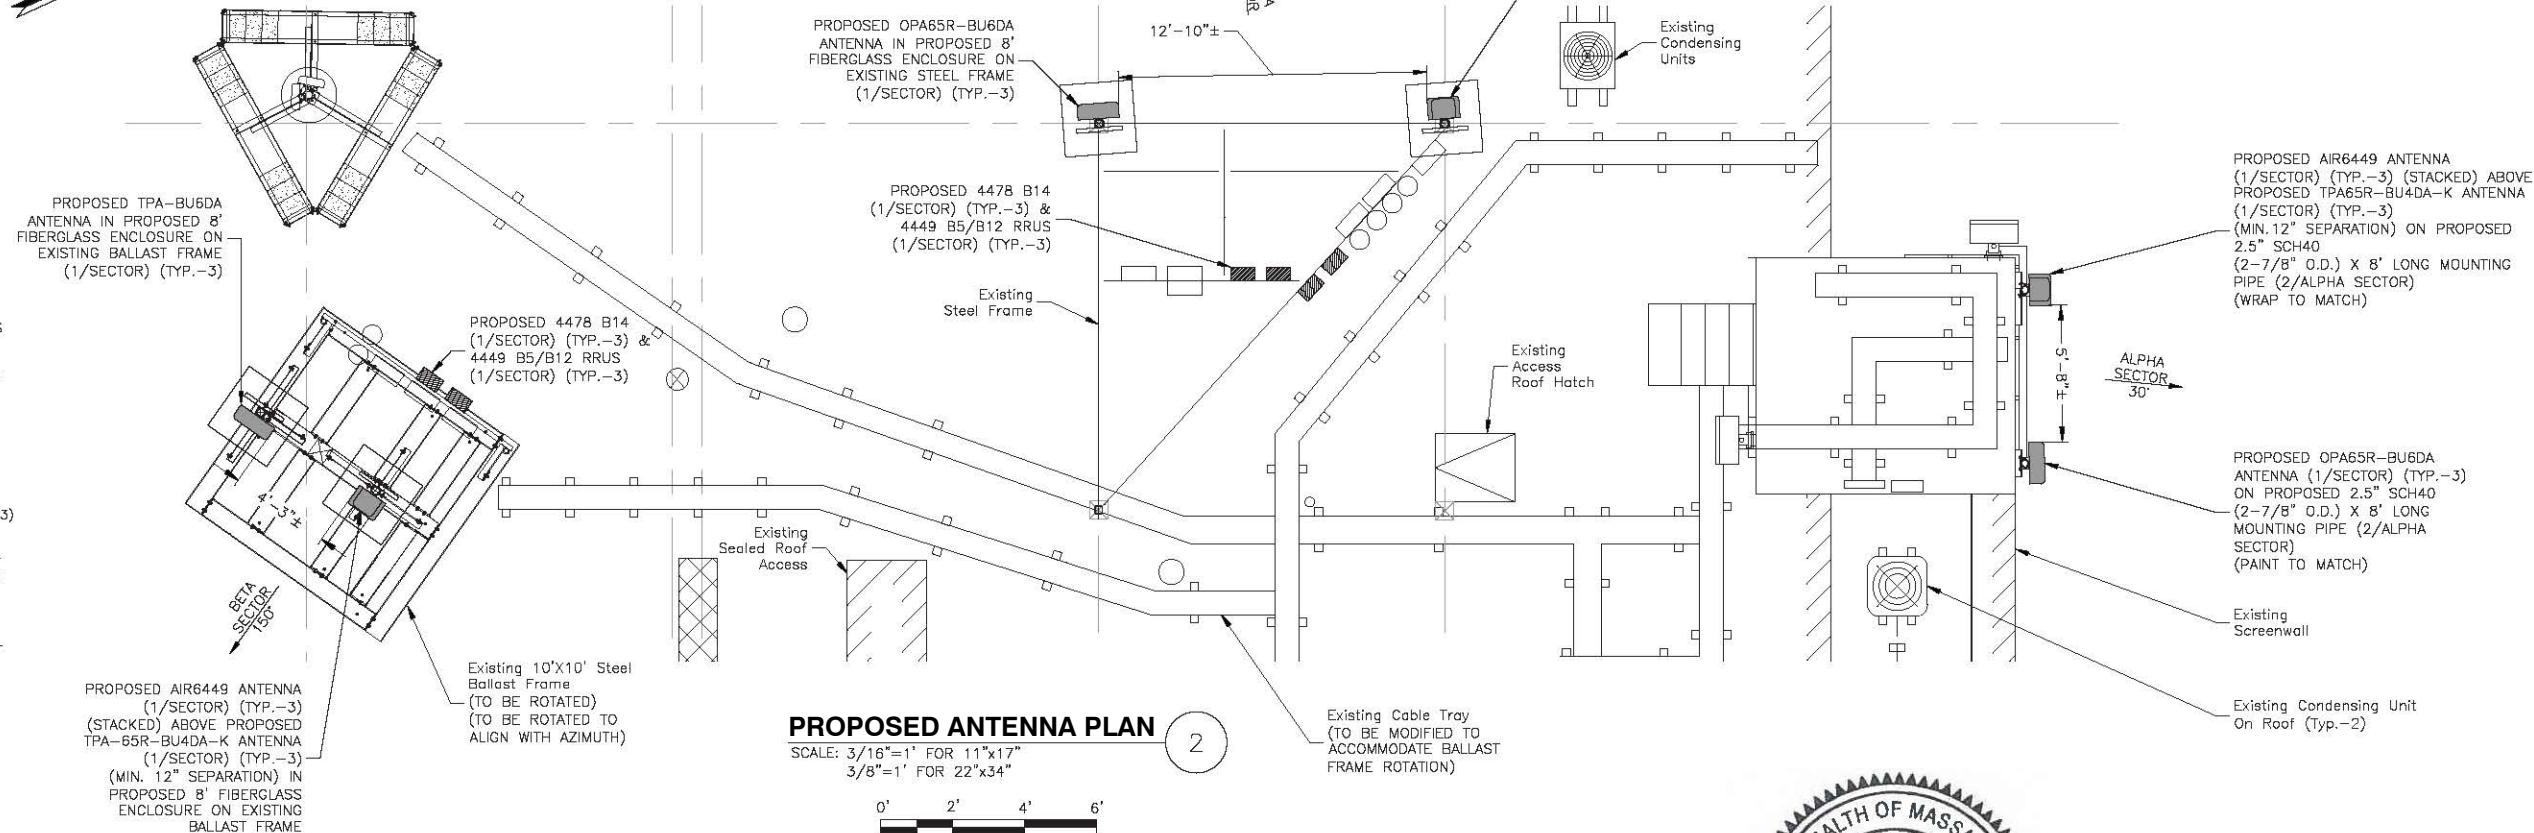 PROPOSED OPA65R-BU6DA
ANTENNA IN PROPOSED 8'
FIBERGLASS ENCLOSURE ON
EXISTING STEEL FRAME
(1/SECTOR) (TYP.-3)
12'-10"±
Existing
Condensing
Units
PROPOSED TPA-BU6DA
ANTENNA IN PROPOSED 8'
FIBERGLASS ENCLOSURE ON
EXISTING BALLAST FRAME
(1/SECTOR) (TYP.-3)
PROPOSED 4478 B14
(1/SECTOR) (TYP.-3) &
4449 B5/B12 RRUS
(1/SECTOR) (TYP.-3)
Existing
Steel Frame
PROPOSED 4478 B14
(1/SECTOR) (TYP.-3) &
4449 B5/B12 RRUS
(1/SECTOR) (TYP.-3)
PROPOSED AIR6449 ANTENNA
(1/SECTOR) (TYP.-3) (STACKED) ABOVE
PROPOSED TPA65R-BU4DA-K ANTENNA
(1/SECTOR) (TYP.-3)
(MIN.12" SEPARATION) ON PROPOSED
2.5" SCH40
(2-7/8" O.D.) X 8' LONG MOUNTING
PIPE (2/ALPHA SECTOR)
(WRAP TO MATCH)
Existing
Access
Roof Hatch
5'-8"±
ALPHA
SECTOR
30°
4'-3"±
3)
Existing
Sealed Roof
Access
PROPOSED OPA65R-BU6DA
ANTENNA (1/SECTOR) (TYP.-3)
ON PROPOSED 2.5" SCH40
(2-7/8" O.D.) X 8' LONG
MOUNTING PIPE (2/ALPHA
SECTOR)
(PAINT TO MATCH)
BETA
SECTOR
150°
Existing
Screenwall
Existing 10'X10' Steel
Ballast Frame
(TO BE ROTATED)
(TO BE ROTATED TO
ALIGN WITH AZIMUTH)
PROPOSED AIR6449 ANTENNA
(1/SECTOR) (TYP.-3)
(STACKED) ABOVE PROPOSED
TPA-65R-BU4DA-K ANTENNA
(1/SECTOR) (TYP.-3)
(MIN. 12" SEPARATION) IN
PROPOSED 8' FIBERGLASS
ENCLOSURE ON EXISTING
BALLAST FRAME
Existing Condensing Unit
On Roof (Typ.-2)
Existing Cable Tray
(TO BE MODIFIED TO
ACCOMMODATE BALLAST
FRAME ROTATION)
PROPOSED ANTENNA PLAN
2
SCALE: 3/16"=1' FOR 11"x17"
3/8"=1' FOR 22"x34"
0' 2' 4' 6'
ALTH OF MASSA